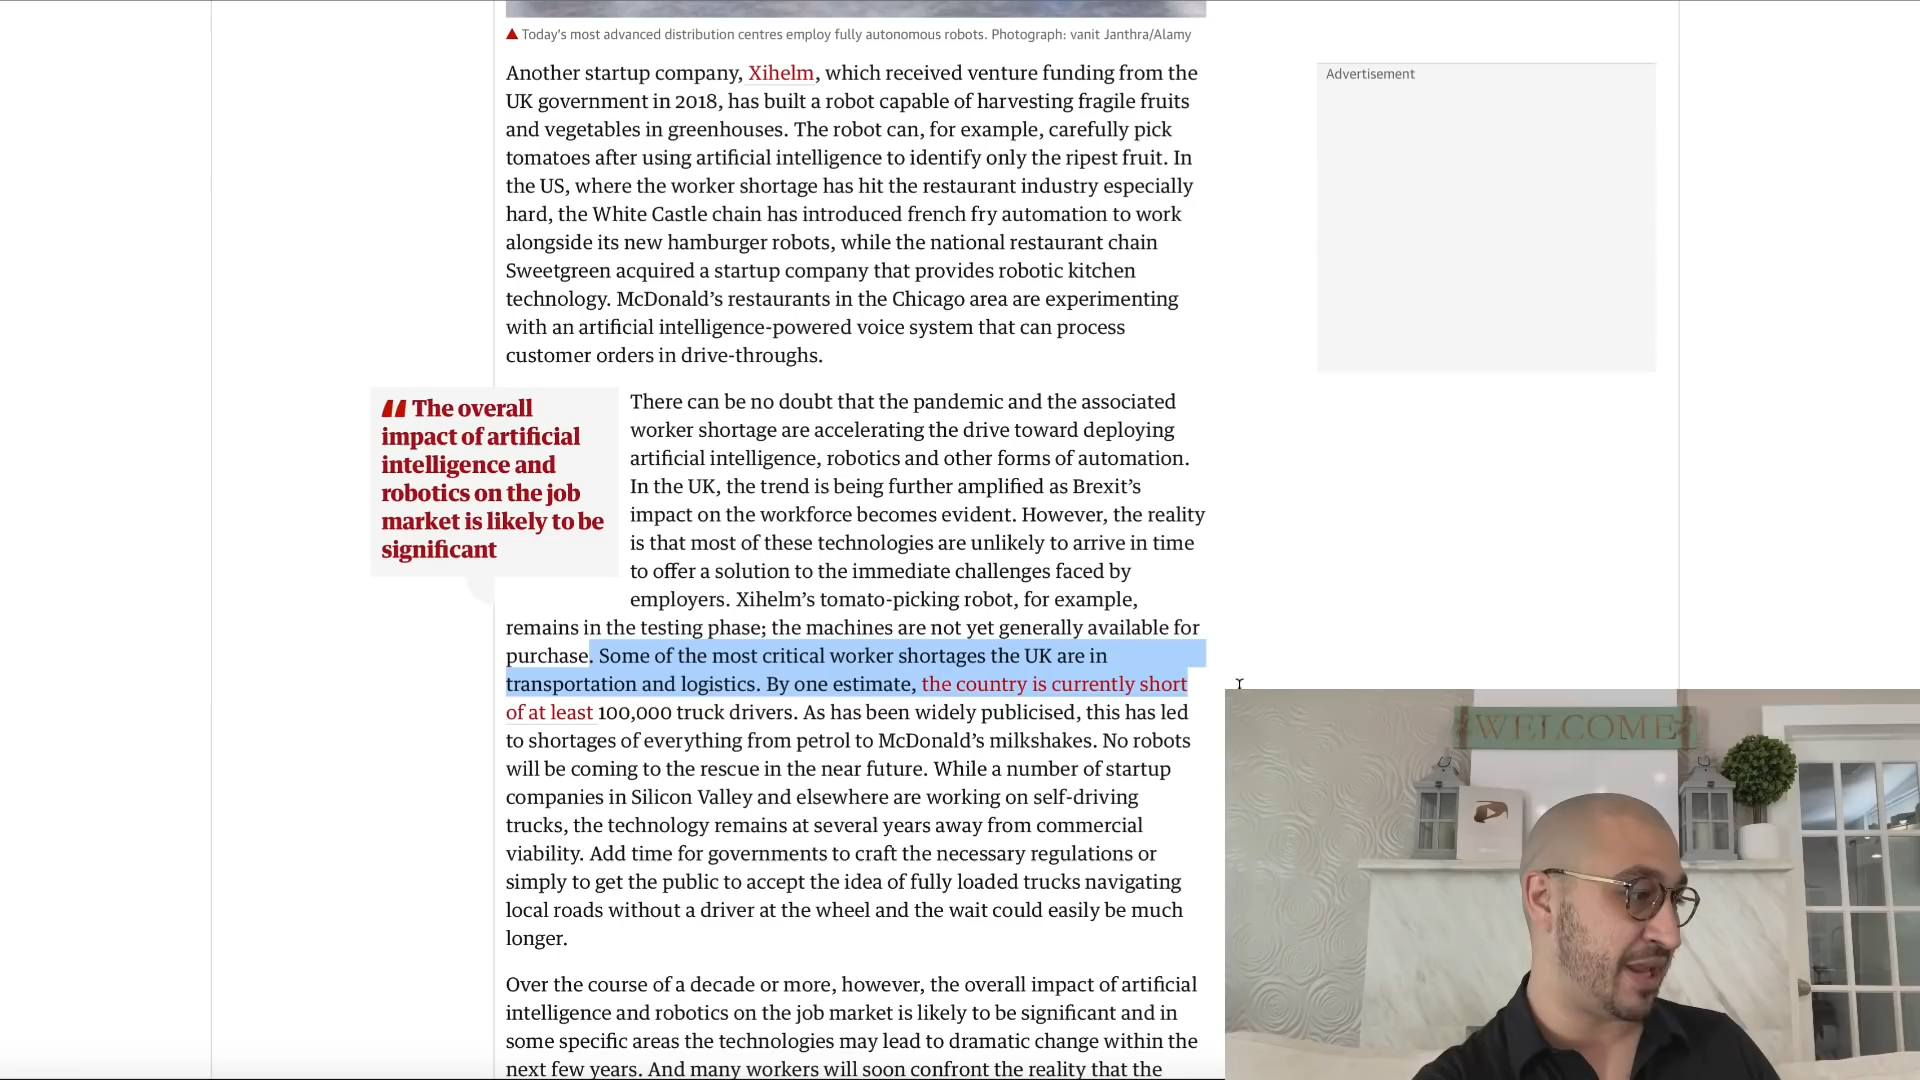 Today's most advanced distribution centres employ fully autonomous robots. Photograph: vanit Janthra/Alamy
Another startup company, Xihelm, which received venture funding from the
UK government in 2018, has built a robot capable of harvesting fragile fruits
and vegetables in greenhouses. The robot can, for example, carefully pick
tomatoes after using artificial intelligence to identify only the ripest fruit. In
the US, where the worker shortage has hit the restaurant industry especially
hard, the White Castle chain has introduced french fry automation to work
alongside its new hamburger robots, while the national restaurant chain
Sweetgreen acquired a startup company that provides robotic kitchen
technology. McDonald’s restaurants in the Chicago area are experimenting
with an artificial intelligence-powered voice system that can process
customer orders in drive-throughs.
The overall
impact of artificial
intelligence and
robotics on the job
market is likely to be
significant
There can be no doubt that the pandemic and the associated
worker shortage are accelerating the drive toward deploying
artificial intelligence, robotics and other forms of automation.
In the UK, the trend is being further amplified as Brexit’s
impact on the workforce becomes evident. However, the reality
is that most of these technologies are unlikely to arrive in time
to offer a solution to the immediate challenges faced by
employers. Xihelm’s tomato-picking robot, for example,
remains in the testing phase; the machines are not yet generally available for
purchase. Some of the most critical worker shortages the UK are in
transportation and logistics. By one estimate, the country is currently short
of at least 100,000 truck drivers. As has been widely publicised, this has led
to shortages of everything from petrol to McDonald’s milkshakes. No robots
will be coming to the rescue in the near future. While a number of startup
companies in Silicon Valley and elsewhere are working on self-driving
trucks, the technology remains at several years away from commercial
viability. Add time for governments to craft the necessary regulations or
simply to get the public to accept the idea of fully loaded trucks navigating
local roads without a driver at the wheel and the wait could easily be much
longer.
Over the course of a decade or more, however, the overall impact of artificial
intelligence and robotics on the job market is likely to be significant and in
some specific areas the technologies may lead to dramatic change within the
next few years. And many workers will soon confront the reality that the
Advertisement
WELCOME